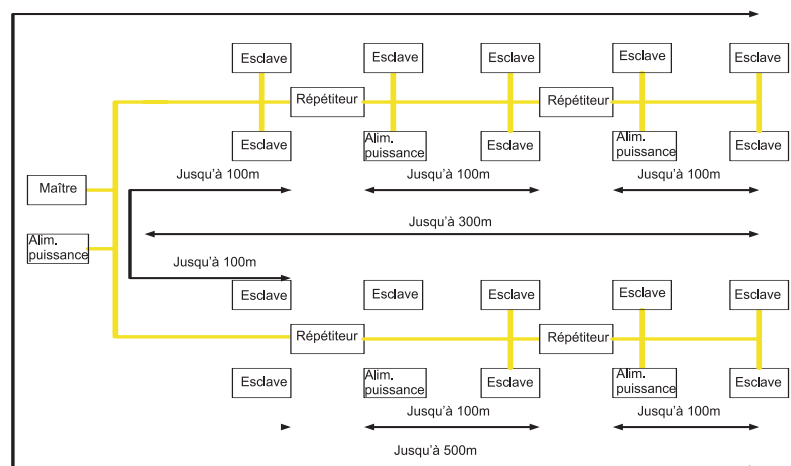 Esclave Esclave Esclave Esclave Esclave
Répétiteur Répétiteur
Esclave Alim. puissance Esclave Alim. puissance Esclave
Jusqu'à 100m Jusqu'à 100m Jusqu'à 100m
Maître
Jusqu'à 300m
Alim. puissance
Jusqu'à 100m
Esclave Esclave Esclave Esclave Esclave
Répétiteur Répétiteur
Esclave Alim. puissance Esclave Alim. puissance Esclave
Jusqu'à 100m Jusqu'à 100m
Jusqu'à 500m